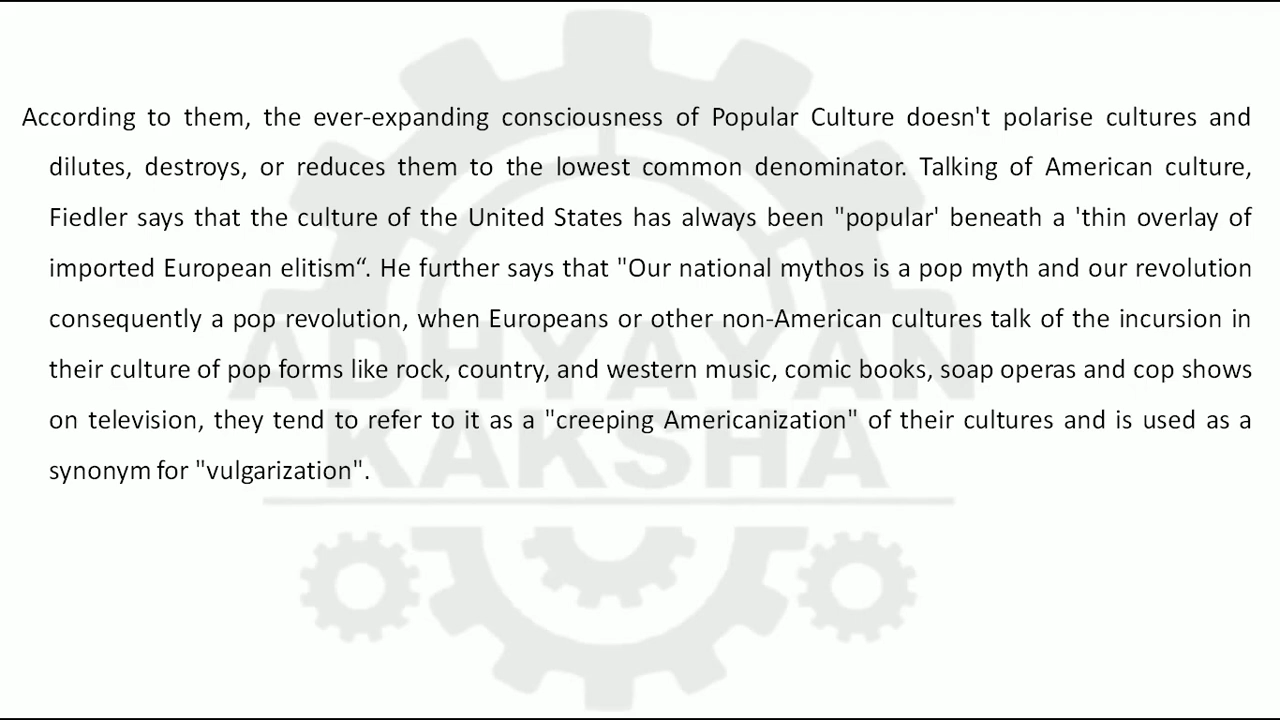 According to them, the ever-expanding consciousness of Popular Culture doesn't polarise cultures and
dilutes, destroys, or reduces them to the lowest common denominator. Talking of American culture,
Fiedler says that the culture of the United States has always been "popular' beneath a 'thin overlay of
imported European elitism“. He further says that "Our national mythos is a pop myth and our revolution
consequently a pop revolution, when Europeans or other non-American cultures talk of the incursion in
their culture of pop forms like rock, country, and western music, comic books, soap operas and cop shows
on television, they tend to refer to it as a "creeping Americanization" of their cultures and is used as a
synonym for "vulgarization".
ADHYAYAN
KAKSHA